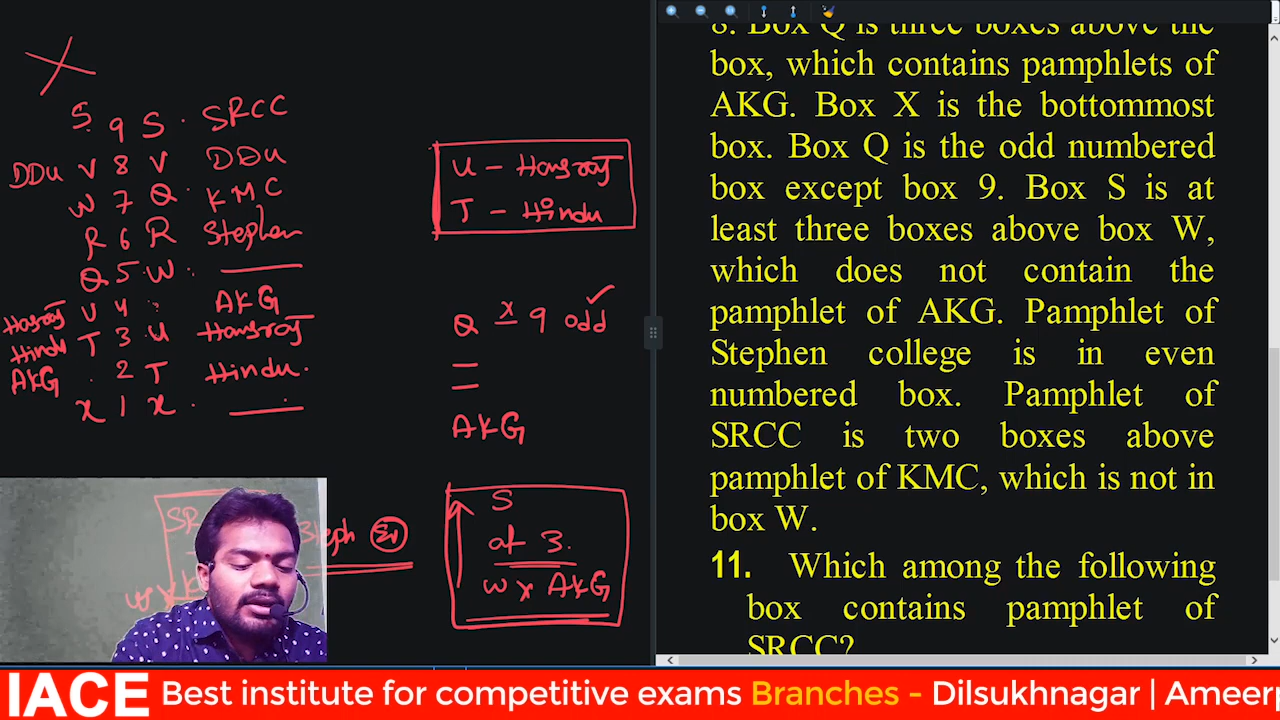 X
5 9 S . SRCC
DDU V 8 V DDU
W 7 Q . KMC
R 6 R Stephen
Q 5 W .
Hansraj U 4 : AKG
Hindu T 3 U Hansraj
AKG . 2 T Hindu.
x 1 x .
U - Hansraj
T - Hindu
Q x 9 odd ✓
AKG
S
at 3.
W x AKG
SR
8. Box Q is three boxes above the
box, which contains pamphlets of
AKG. Box X is the bottommost
box. Box Q is the odd numbered
box except box 9. Box S is at
least three boxes above box W,
which does not contain the
pamphlet of AKG. Pamphlet of
Stephen college is in even
numbered box. Pamphlet of
SRCC is two boxes above
pamphlet of KMC, which is not in
box W.
11. Which among the following
box contains pamphlet of
SRCC?
IACE Best institute for competitive exams Branches - Dilsukhnagar | Ameerp